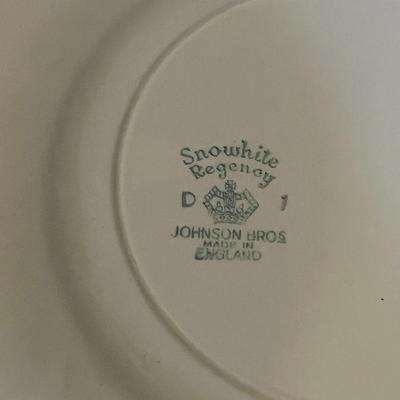 Snowhite
Regency
D 1
JOHNSON BROS
MADE IN
ENGLAND